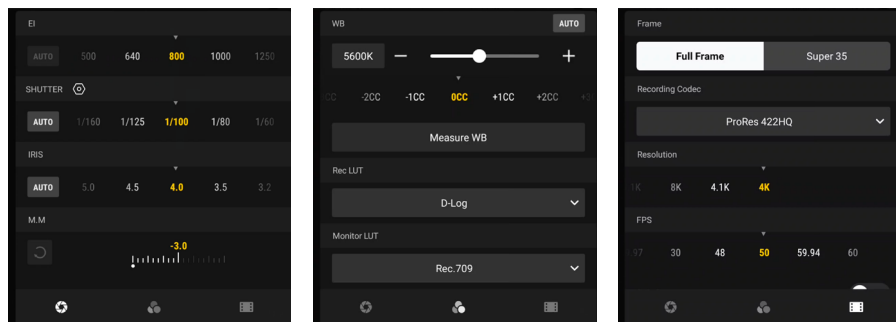 EI
AUTO 500 640 800 1000 1250
SHUTTER
AUTO 1/160 1/125 1/100 1/80 1/60
IRIS
AUTO 5.0 4.5 4.0 3.5 3.2
M.M
-3.0
WB AUTO
5600K
-2CC -1CC 0CC +1CC +2CC
Measure WB
Rec LUT
D-Log
Monitor LUT
Rec.709
Frame
Full Frame Super 35
Recording Codec
ProRes 422HQ
Resolution
8K 4.1K 4K
FPS
30 48 50 59.94 60